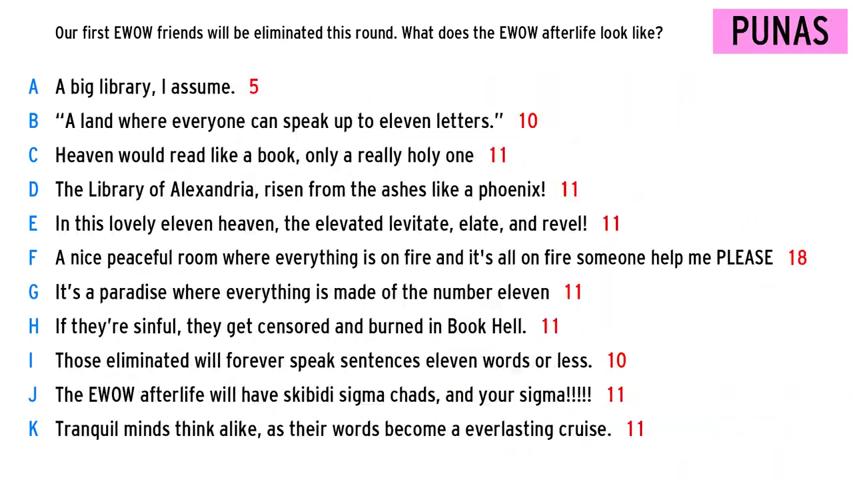 Our first EWOW friends will be eliminated this round. What does the EWOW afterlife look like?
PUNAS
A A big library, I assume. 5
B “A land where everyone can speak up to eleven letters.” 10
C Heaven would read like a book, only a really holy one 11
D The Library of Alexandria, risen from the ashes like a phoenix! 11
E In this lovely eleven heaven, the elevated levitate, elate, and revel! 11
F A nice peaceful room where everything is on fire and it's all on fire someone help me PLEASE 18
G It’s a paradise where everything is made of the number eleven 11
H If they’re sinful, they get censored and burned in Book Hell. 11
I Those eliminated will forever speak sentences eleven words or less. 10
J The EWOW afterlife will have skibidi sigma chads, and your sigma!!!!! 11
K Tranquil minds think alike, as their words become a everlasting cruise. 11